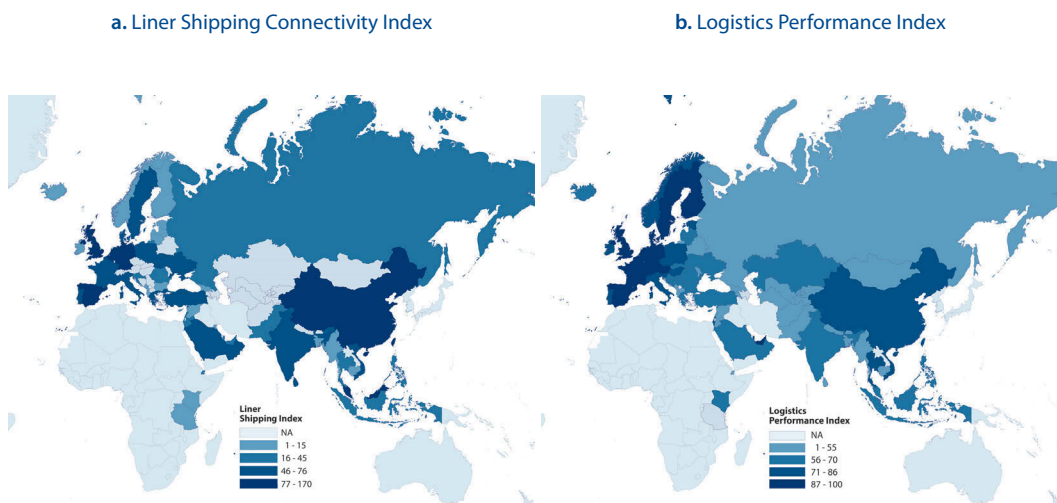 a. Liner Shipping Connectivity Index
b. Logistics Performance Index
Liner
Shipping Index
NA
1 - 15
16 - 45
46 - 76
77 - 170
Logistics
Performance Index
NA
1 - 55
56 - 70
71 - 86
87 - 100